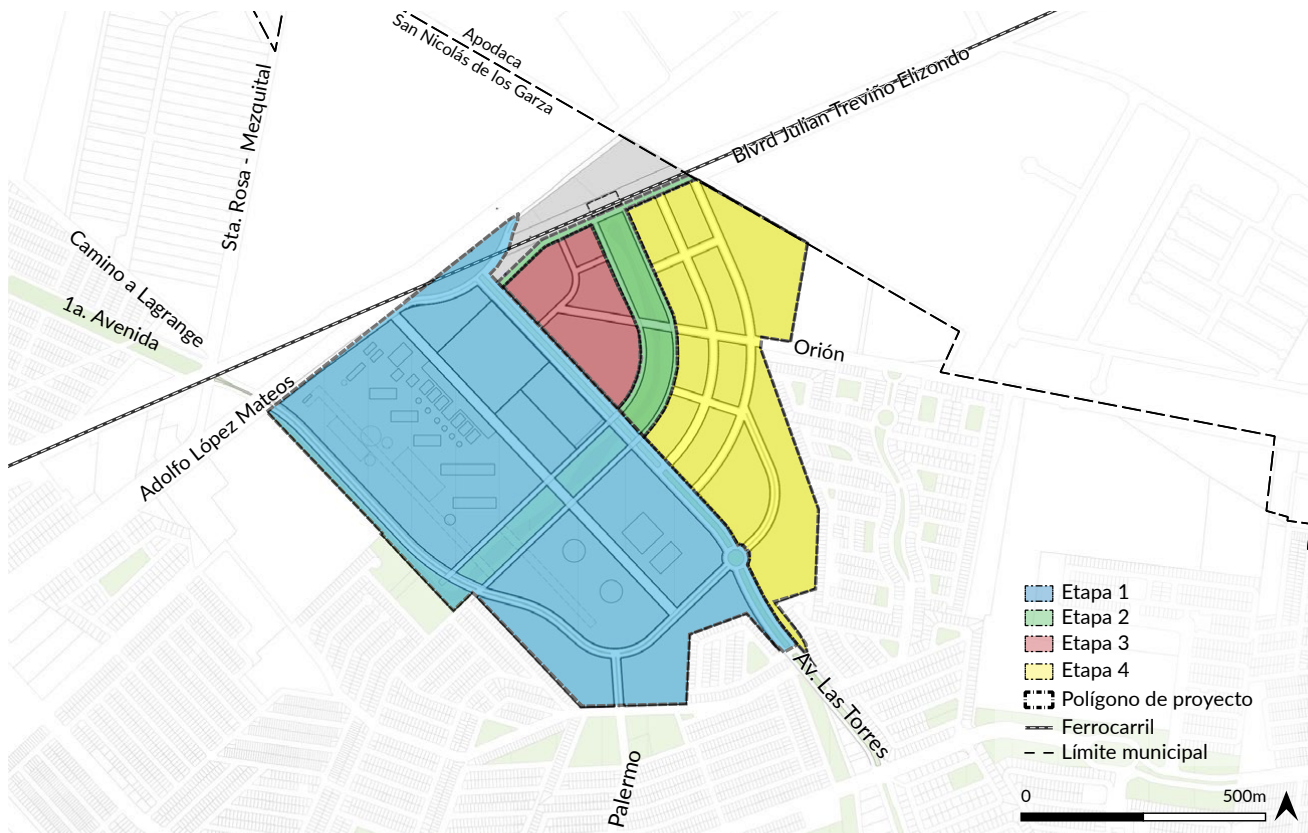 Apodaca
San Nicolás de los Garza
Blvrd Julian Treviño Elizondo
Sta. Rosa - Mezquital
Camino a Lagrange
1a. Avenida
Adolfo López Mateos
Orión
Av. Las Torres
Palermo
Etapa 1
Etapa 2
Etapa 3
Etapa 4
Polígono de proyecto
Ferrocarril
Límite municipal
0 500m